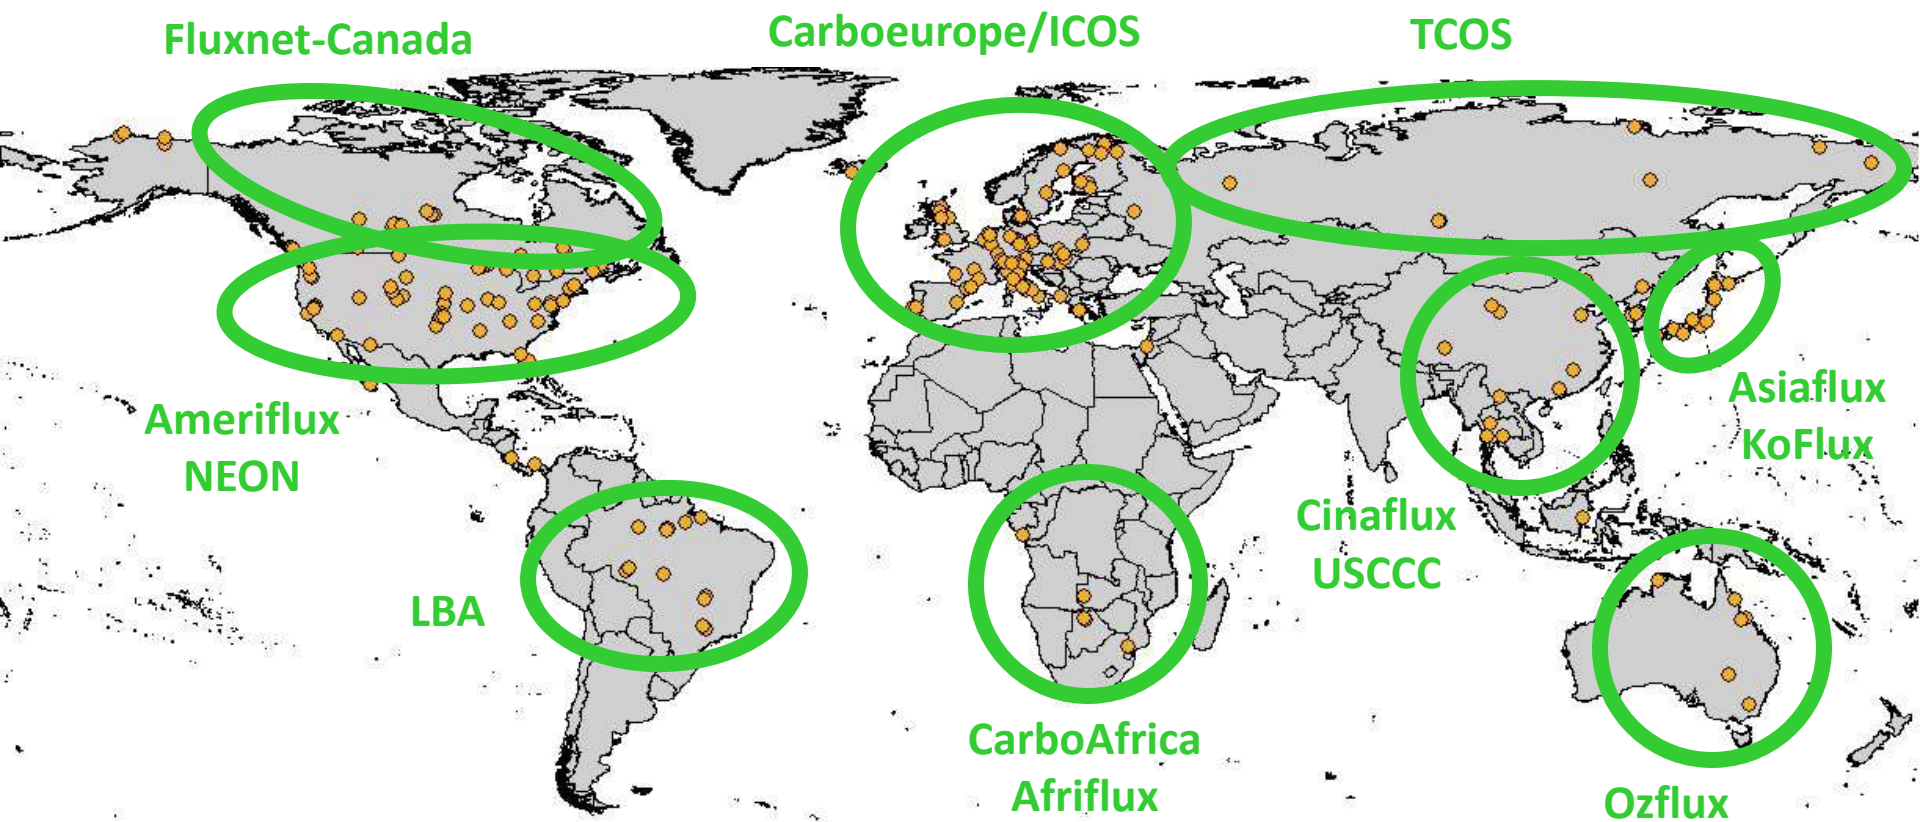 Fluxnet-Canada
Carboeurope/ICOS
TCOS
Ameriflux
NEON
Asiaflux
KoFlux
Cinaflux
USCCC
LBA
CarboAfrica
Afriflux
Ozflux